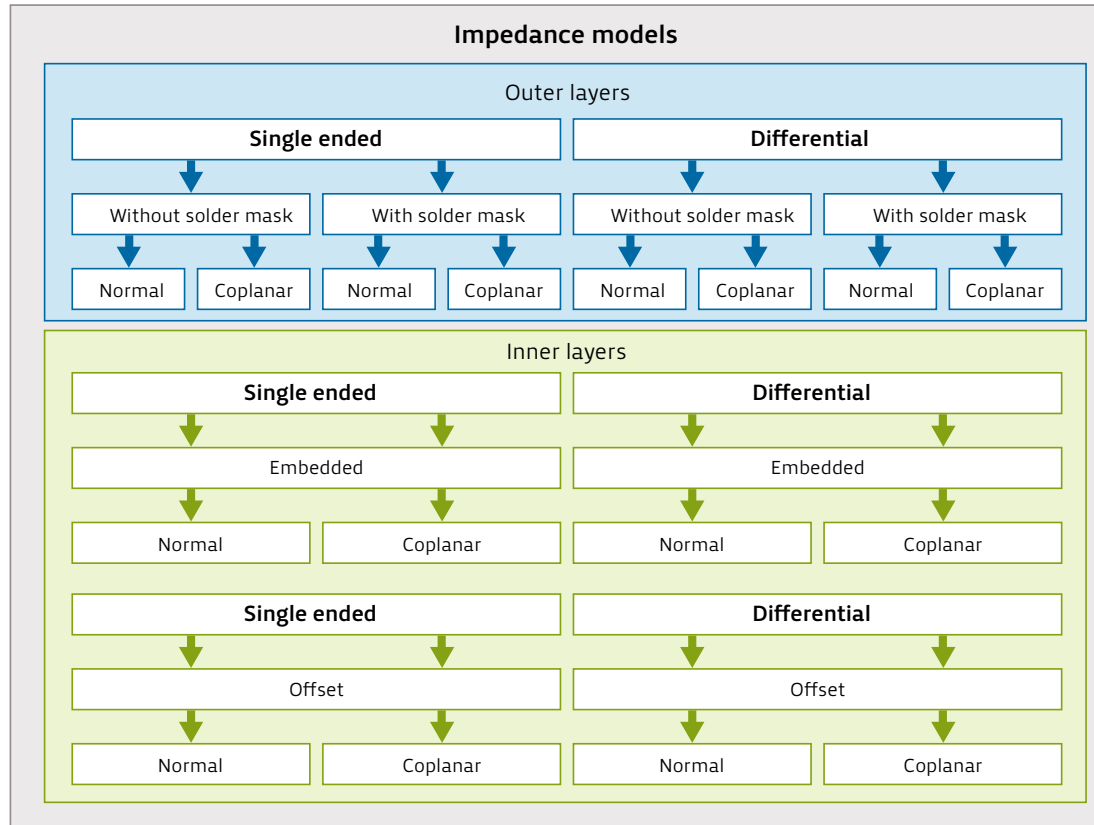 Impedance models
Outer layers
Single ended
Differential
Without solder mask
With solder mask
Without solder mask
With solder mask
Normal
Coplanar
Normal
Coplanar
Normal
Coplanar
Normal
Coplanar
Inner layers
Single ended
Differential
Embedded
Embedded
Normal
Coplanar
Normal
Coplanar
Single ended
Differential
Offset
Offset
Normal
Coplanar
Normal
Coplanar